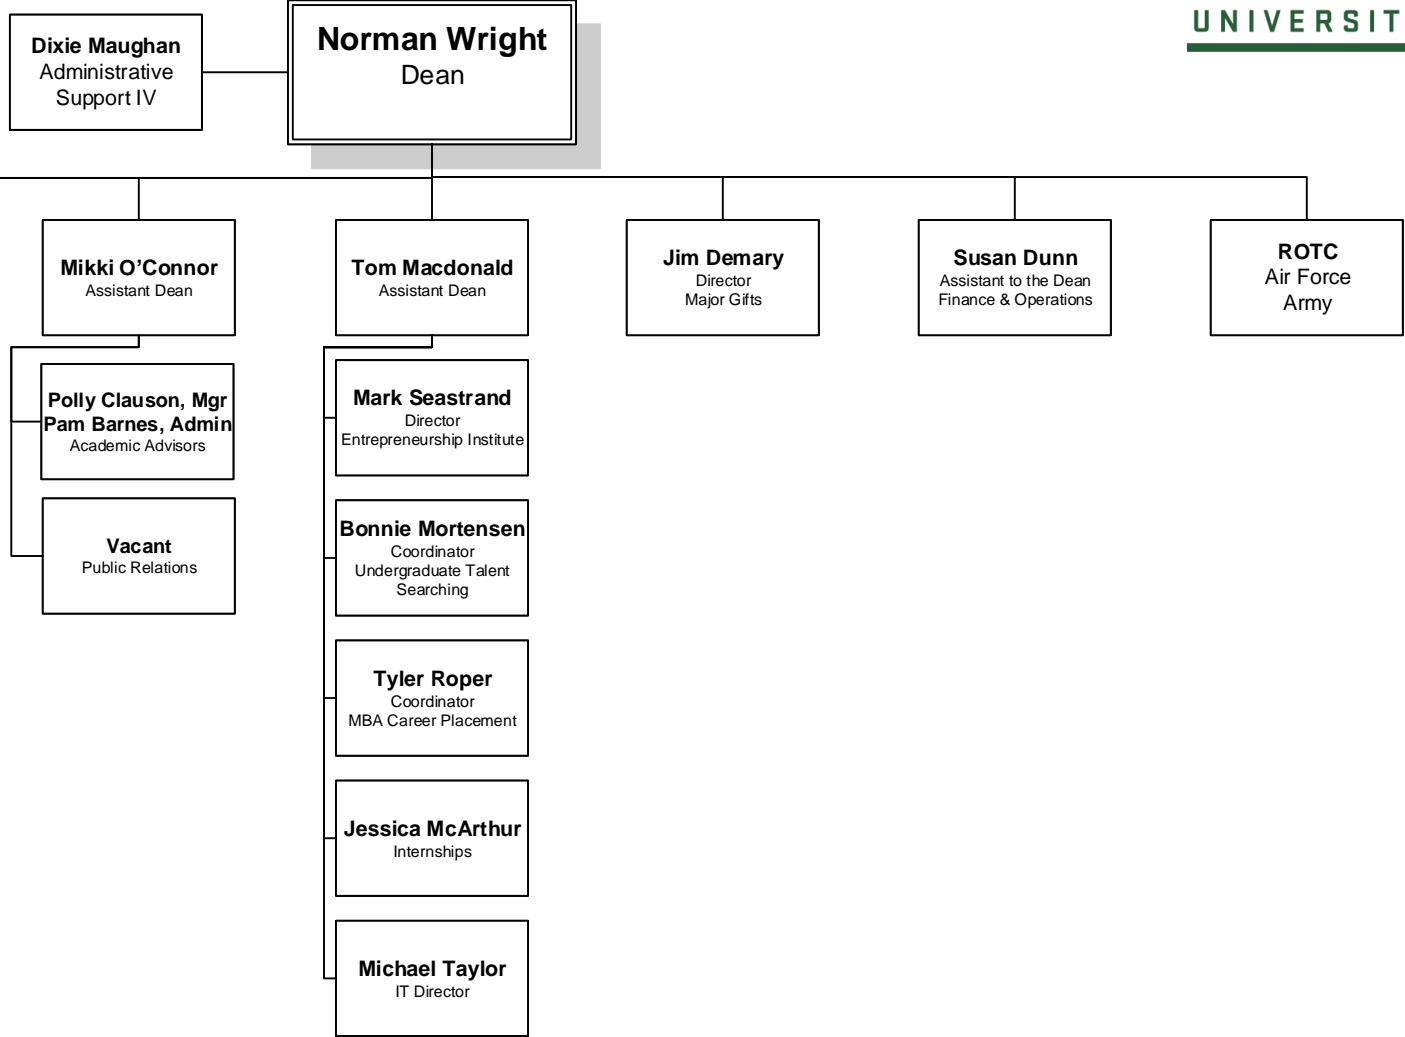 UNIVERSIT
Dixie Maughan
Administrative
Support IV
Norman Wright
Dean
Mikki O’Connor
Assistant Dean
Tom Macdonald
Assistant Dean
Jim Demary
Director
Major Gifts
Susan Dunn
Assistant to the Dean
Finance & Operations
ROTC
Air Force
Army
Polly Clauson, Mgr
Pam Barnes, Admin
Academic Advisors
Vacant
Public Relations
Mark Seastrand
Director
Entrepreneurship Institute
Bonnie Mortensen
Coordinator
Undergraduate Talent
Searching
Tyler Roper
Coordinator
MBA Career Placement
Jessica McArthur
Internships
Michael Taylor
IT Director